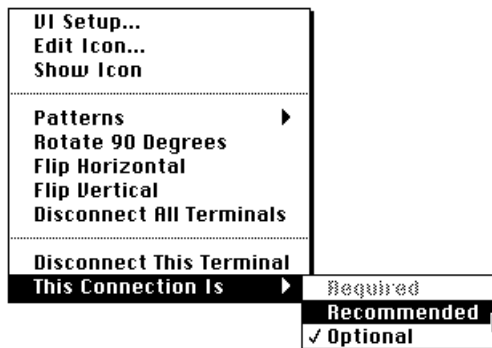 VI Setup...
Edit Icon...
Show Icon
Patterns
Rotate 90 Degrees
Flip Horizontal
Flip Vertical
Disconnect All Terminals
Disconnect This Terminal
This Connection Is
Required
Recommended
✓ Optional